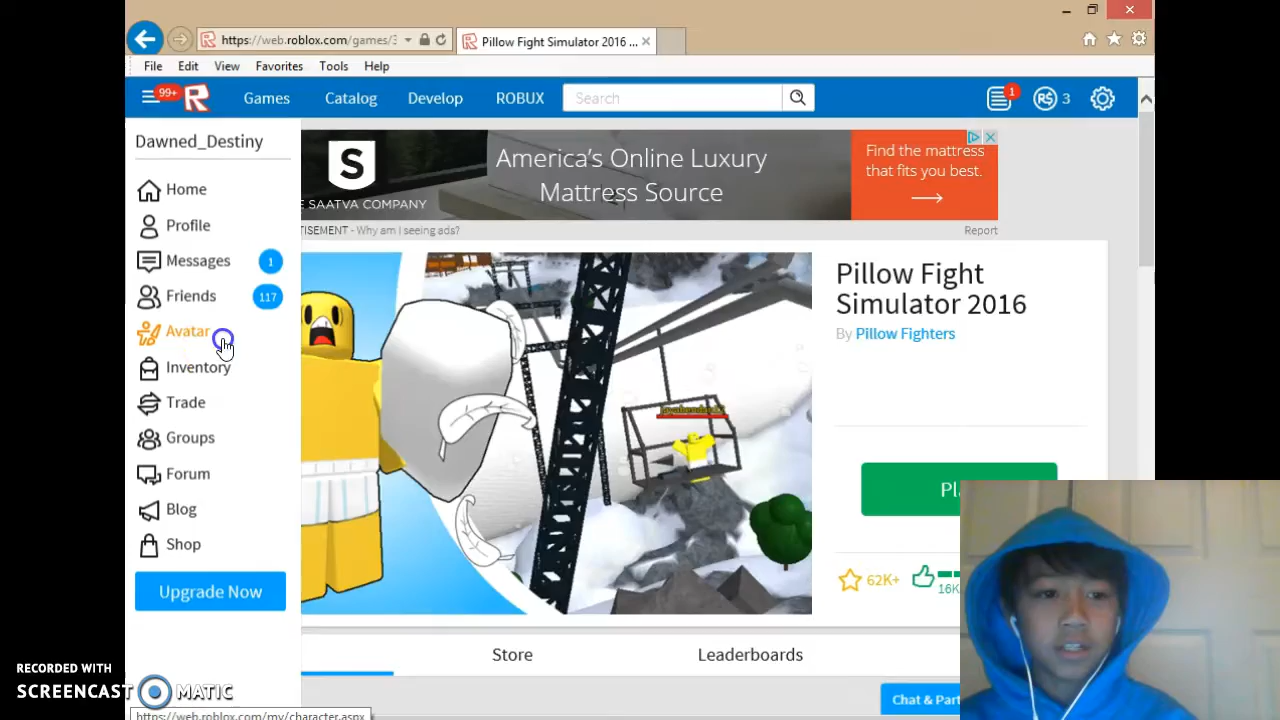 https://web.roblox.com/games/3
Pillow Fight Simulator 2016 ...
File Edit View Favorites Tools Help
99+
Games Catalog Develop ROBUX Search 1 R$ 3
Dawned_Destiny
Home
Profile
Messages 1
Friends 117
Avatar
Inventory
Trade
Groups
Forum
Blog
Shop
Upgrade Now
S
E SAATVA COMPANY
America's Online Luxury
Mattress Source
Find the mattress
that fits you best.
TISEMENT - Why am I seeing ads?
Report
Pillow Fight
Simulator 2016
By Pillow Fighters
Pl
62K+
16K
Store
Leaderboards
Chat & Part
RECORDED WITH
SCREENCAST MATIC
https://web.roblox.com/my/character.aspx